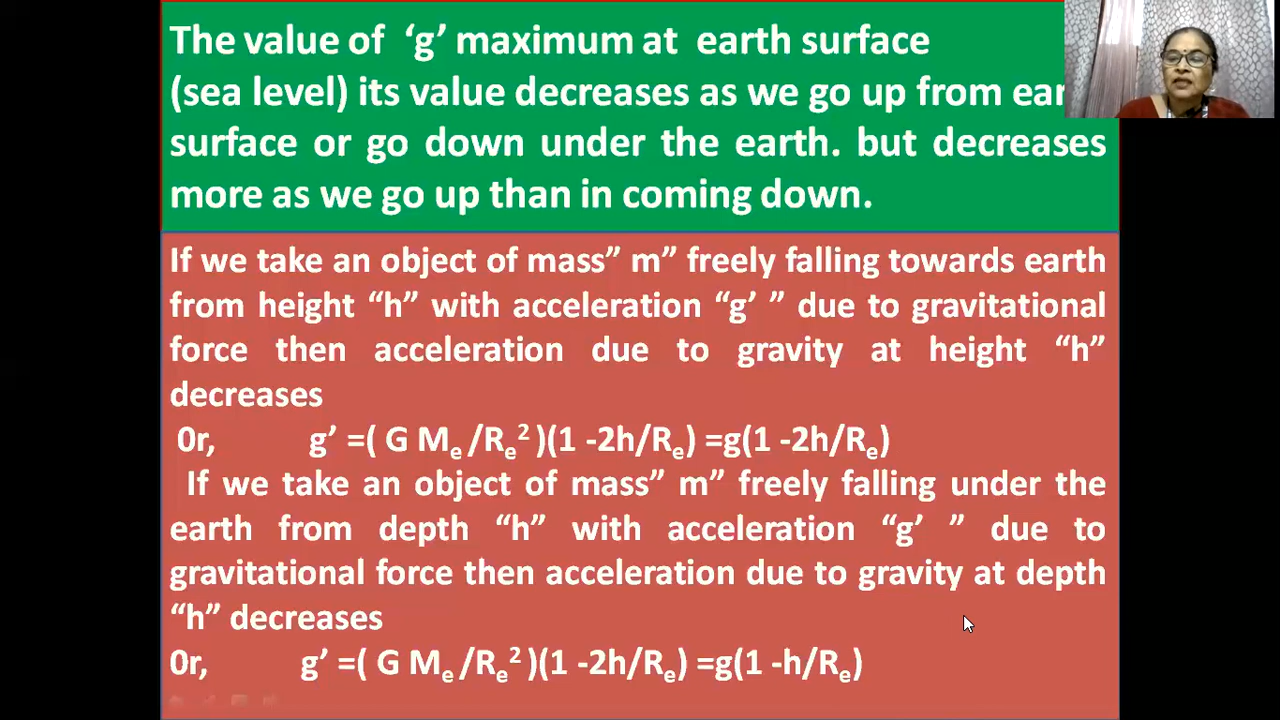 The value of ‘g’ maximum at earth surface
(sea level) its value decreases as we go up from
surface or go down under the earth. but decreases
more as we go up than in coming down.
If we take an object of mass” m” freely falling towards earth
from height “h” with acceleration “g’ ” due to gravitational
force then acceleration due to gravity at height “h”
decreases
0r, g’ =( G Mₑ /Rₑ² )(1 -2h/Rₑ) =g(1 -2h/Rₑ)
If we take an object of mass” m” freely falling under the
earth from depth “h” with acceleration “g’ ” due to
gravitational force then acceleration due to gravity at depth
“h” decreases
0r, g’ =( G Mₑ /Rₑ² )(1 -2h/Rₑ) =g(1 -h/Rₑ)